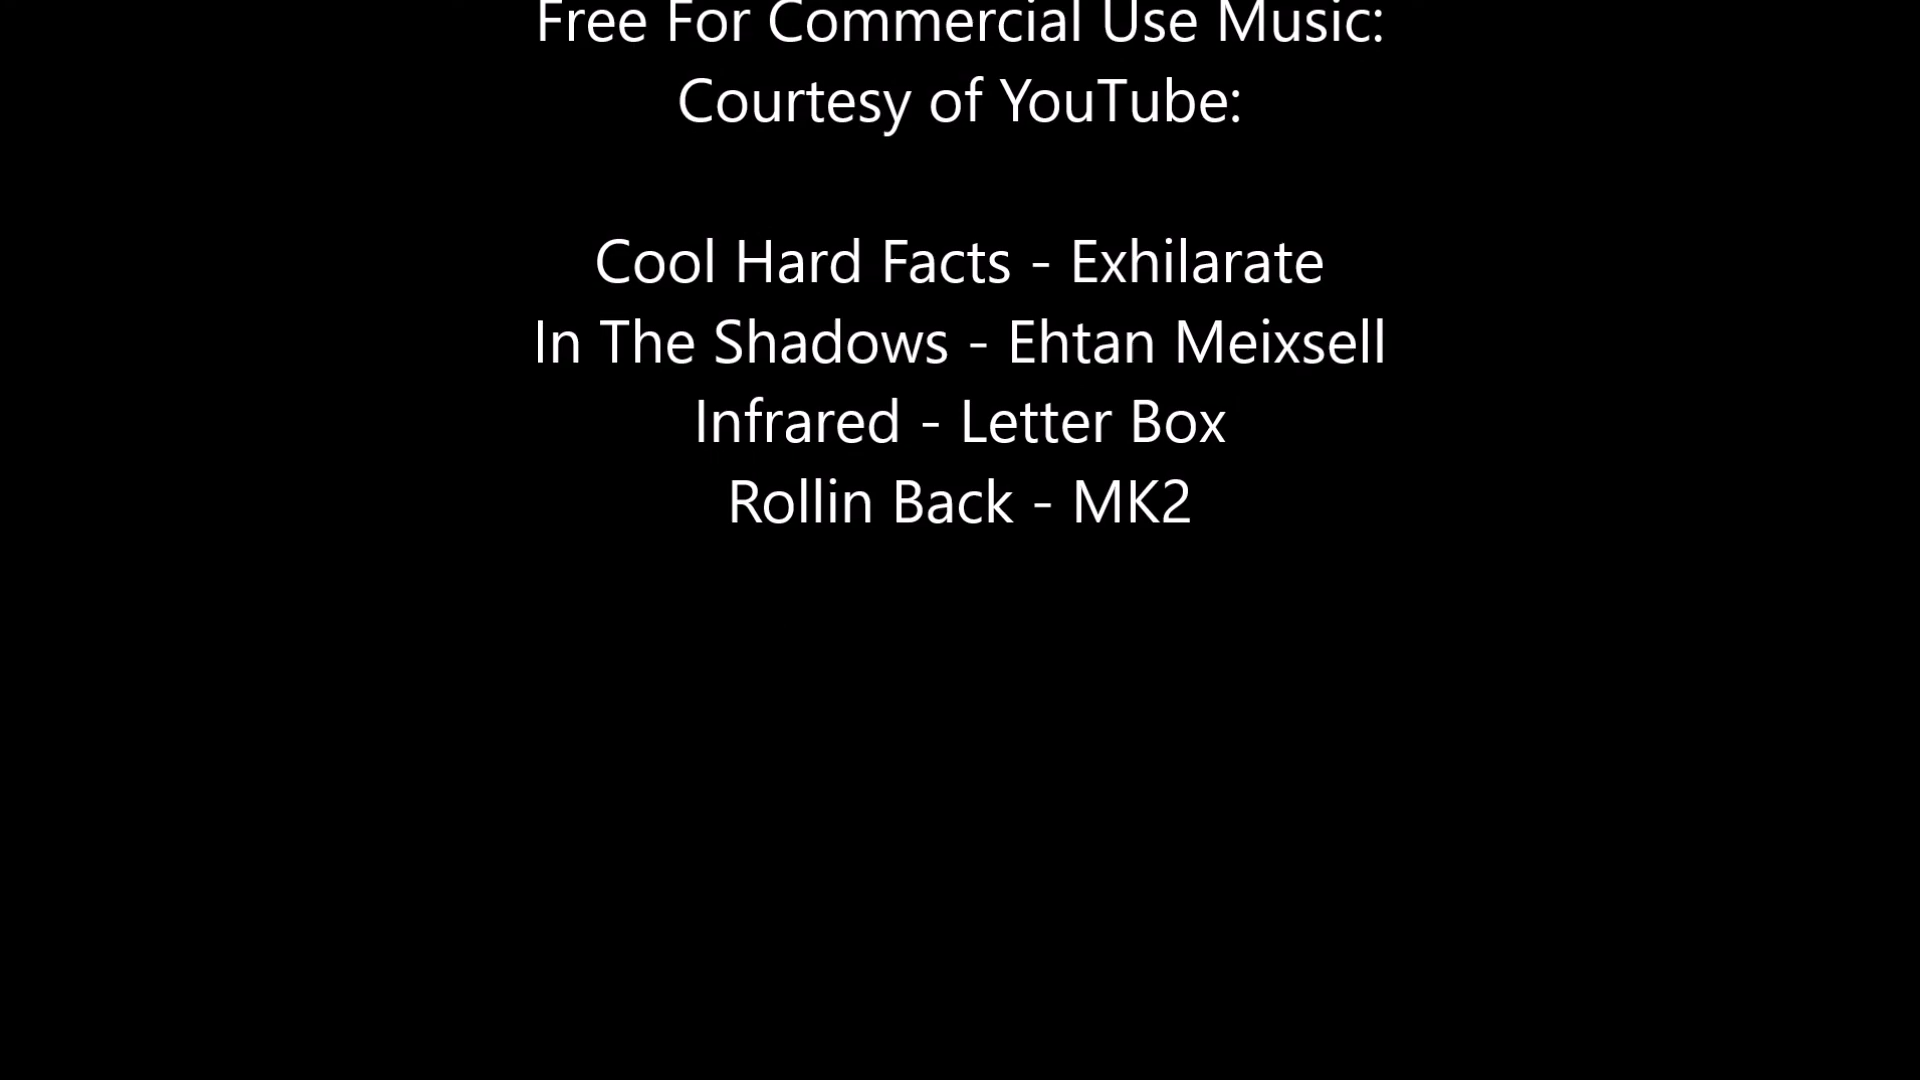 Free For Commercial Use Music:
Courtesy of YouTube:
Cool Hard Facts - Exhilarate
In The Shadows - Ehtan Meixsell
Infrared - Letter Box
Rollin Back - MK2